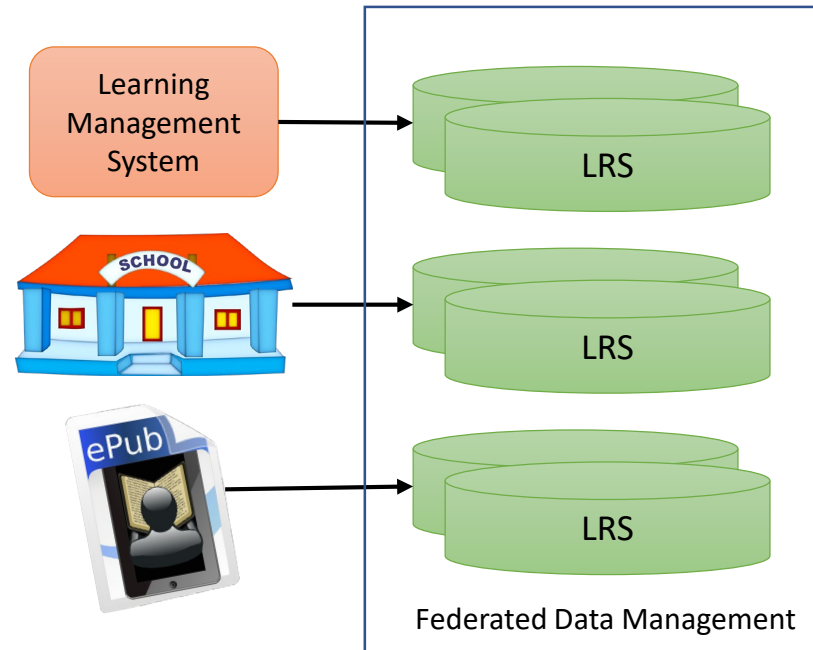 Learning
Management
System
LRS
SCHOOL
LRS
ePub
LRS
Federated Data Management